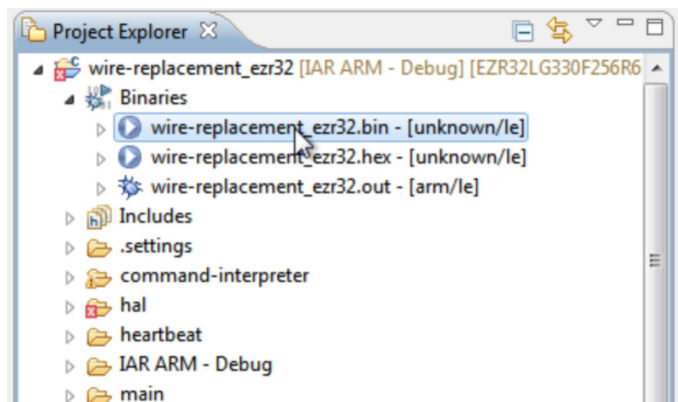 Project Explorer
wire-replacement_ezr32 [IAR ARM - Debug] [EZR32LG330F256R6
Binaries
wire-replacement_ezr32.bin - [unknown/le]
wire-replacement_ezr32.hex - [unknown/le]
wire-replacement_ezr32.out - [arm/le]
Includes
.settings
command-interpreter
hal
heartbeat
IAR ARM - Debug
main